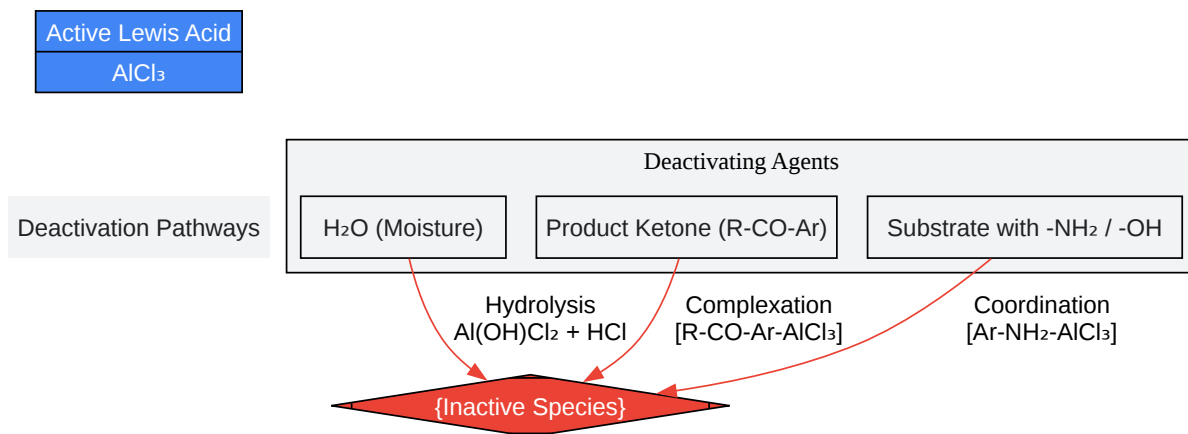 Active Lewis Acid
AlCl₃
Deactivating Agents
Deactivation Pathways
H₂O (Moisture)
Product Ketone (R-CO-Ar)
Substrate with -NH₂ / -OH
Hydrolysis
Al(OH)Cl₂ + HCl
Complexation
[R-CO-Ar-AlCl₃]
Coordination
[Ar-NH₂-AlCl₃]
{Inactive Species}